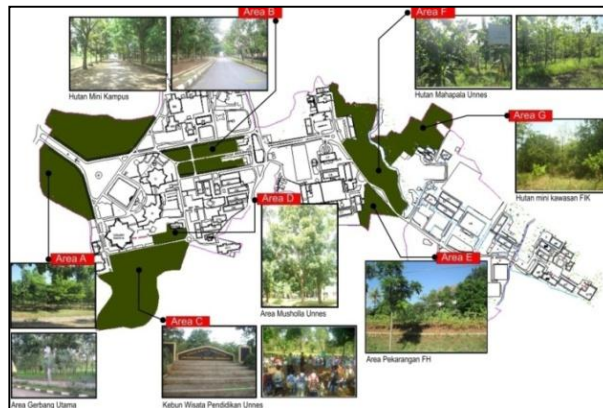 Area B
Area F
Hutan Mini Kampus
Hutan Mahapala Unnes
Area G
Hutan mini kawasan FIK
Area D
Area A
Area E
Area C
Area Musholla Unnes
Area Pekarangan FH
Area Gerbang Utama
Kebun Wisata Pendidikan Unnes